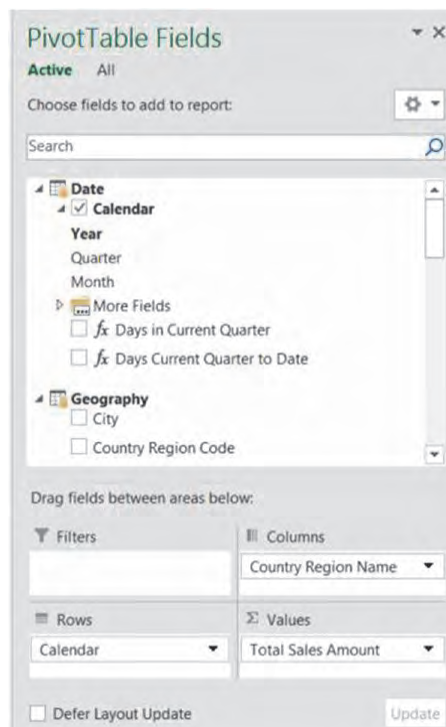 PivotTable Fields
Active All
Choose fields to add to report:
Search
Date
Calendar
Year
Quarter
Month
More Fields
fx Days in Current Quarter
fx Days Current Quarter to Date
Geography
City
Country Region Code
Drag fields between areas below:
Filters
Columns
Country Region Name
Rows
Σ Values
Calendar
Total Sales Amount
Defer Layout Update
Update